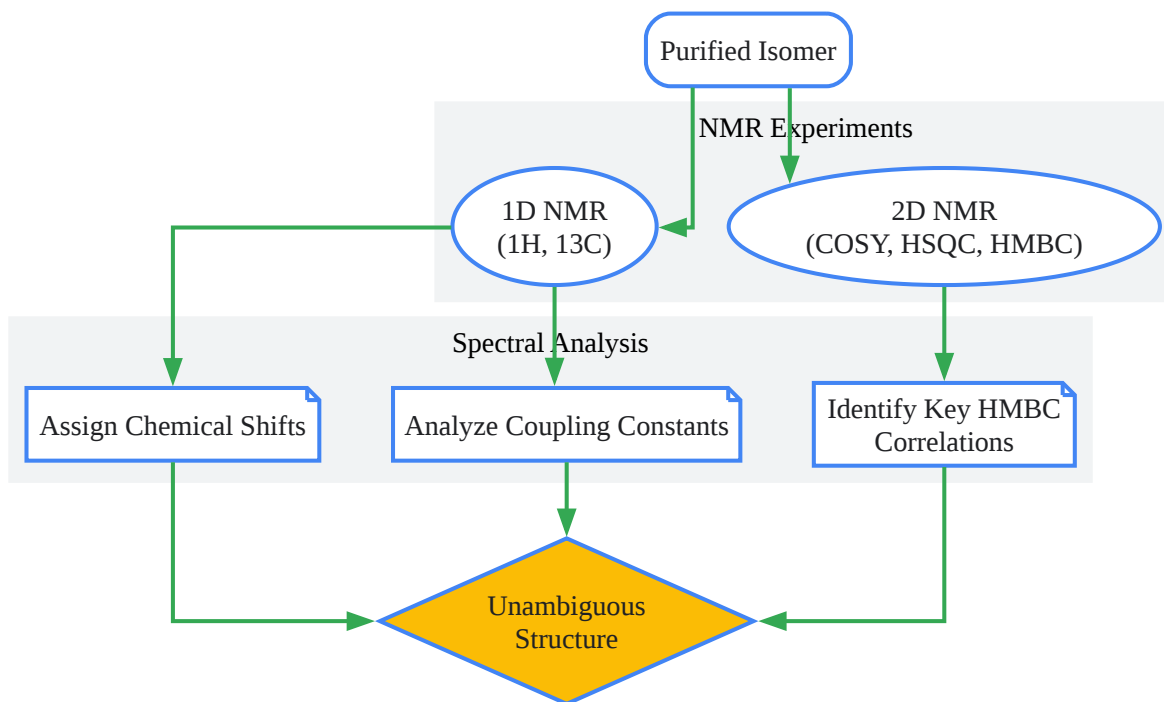 Purified Isomer
NMR Experiments
1D NMR
(1H, 13C)
2D NMR
(COSY, HSQC, HMBC)
Spectral Analysis
Assign Chemical Shifts
Analyze Coupling Constants
Identify Key HMBC
Correlations
Unambiguous
Structure